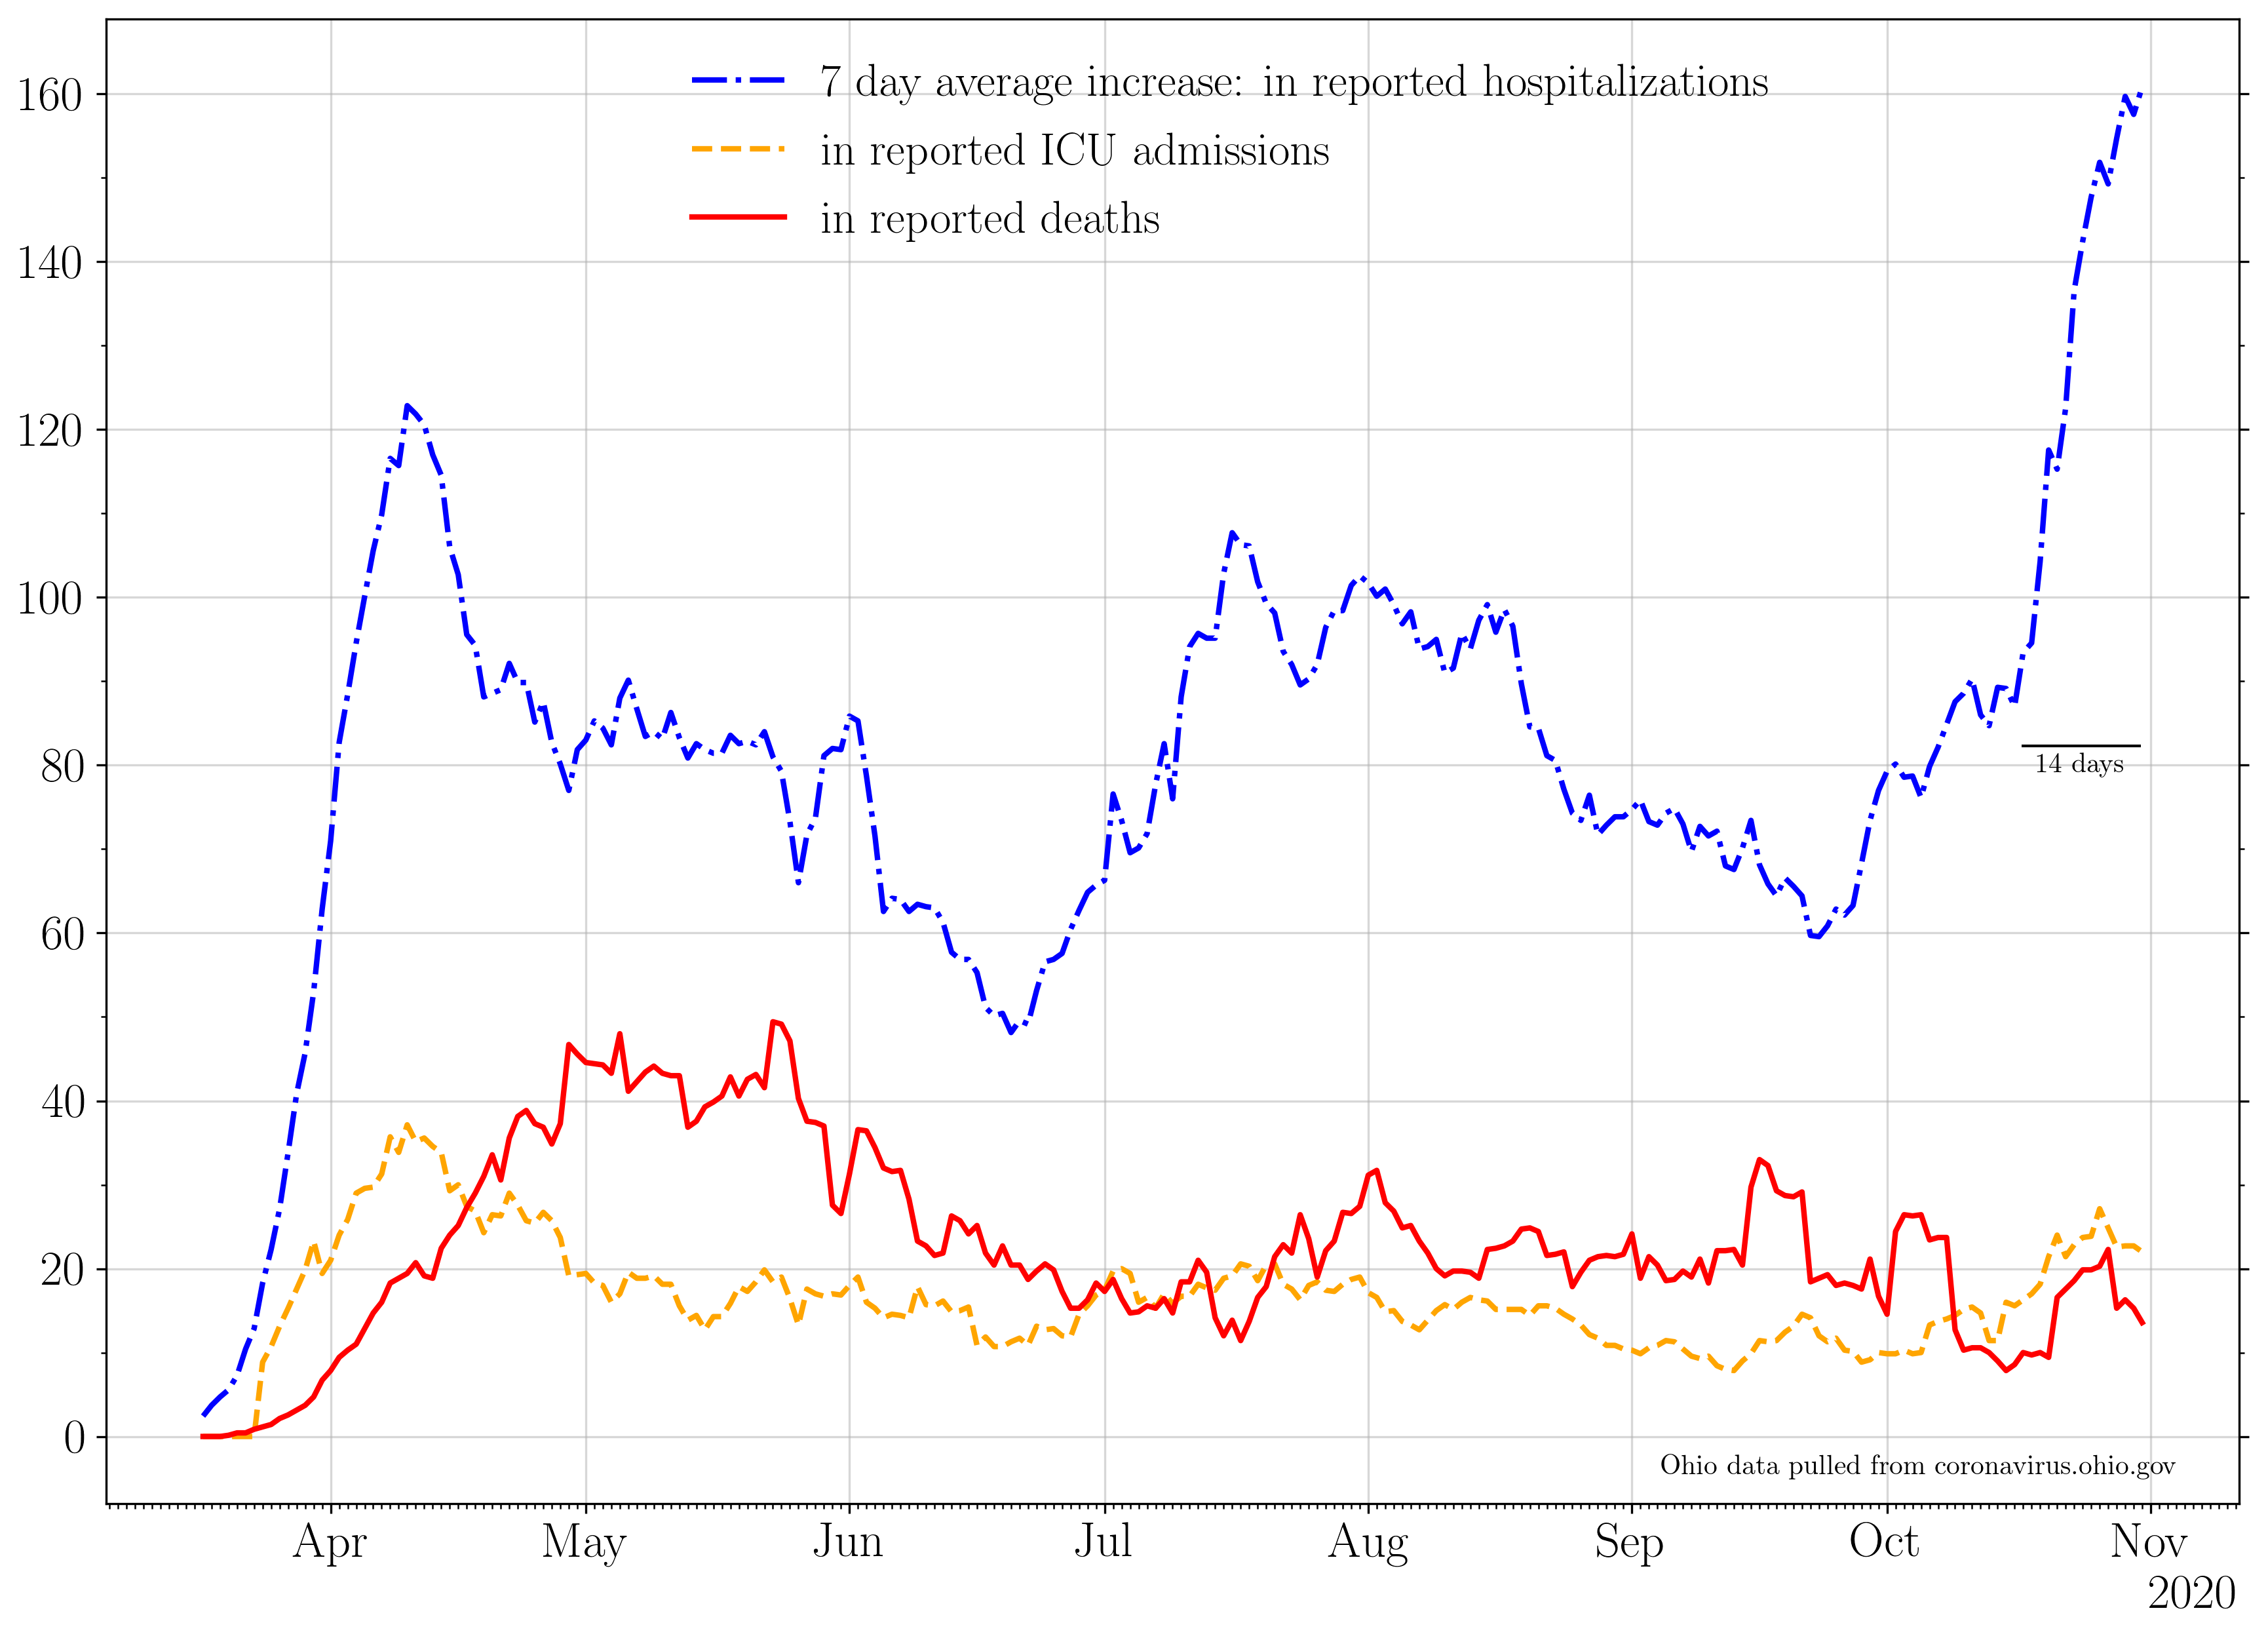 7 day average increase: in reported hospitalizations
in reported ICU admissions
in reported deaths
160
140
120
100
80
60
40
20
0
14 days
Ohio data pulled from coronavirus.ohio.gov
Apr May Jun Jul Aug Sep Oct Nov
2020